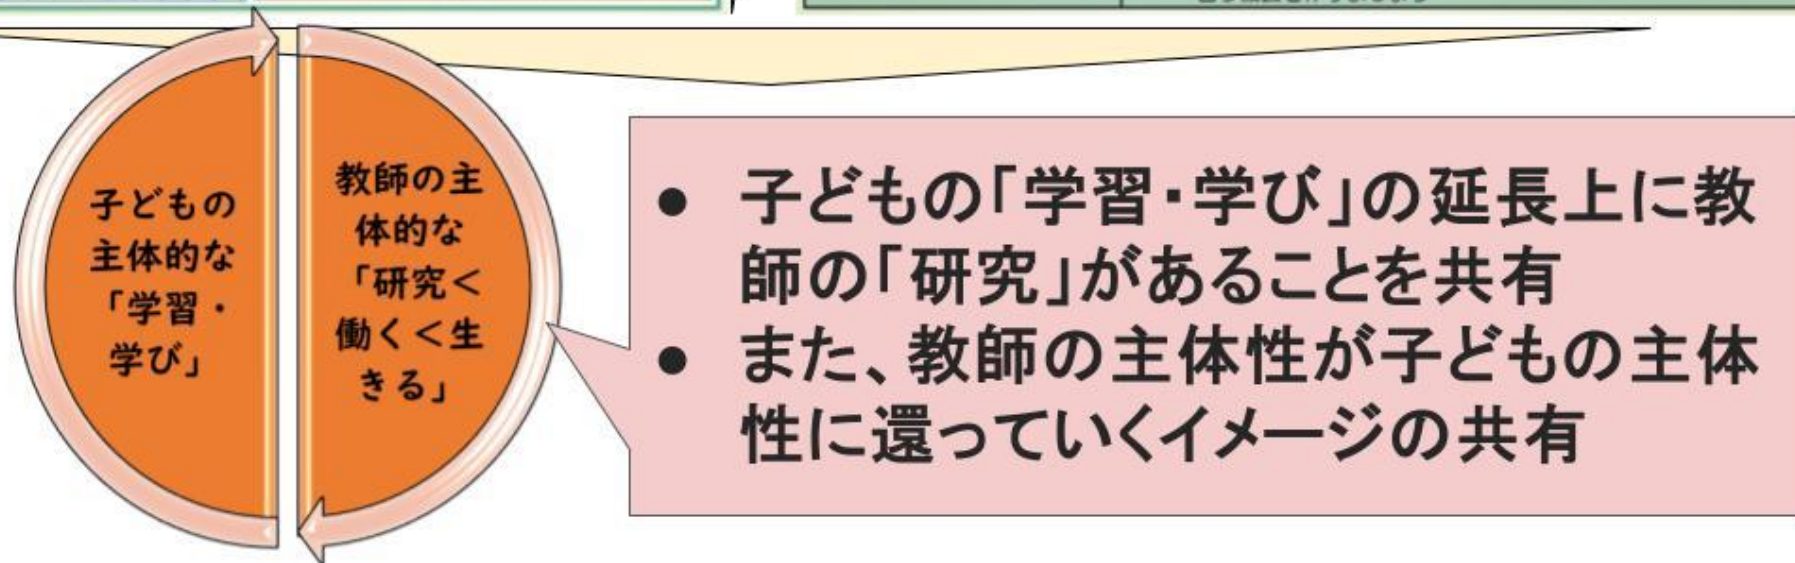 子どもの
主体的な
「学習・
学び」
教師の主
体的な
「研究＜
働く＜生
きる」
● 子どもの「学習・学び」の延長上に教
師の「研究」があることを共有
● また、教師の主体性が子どもの主体
性に還っていくイメージの共有